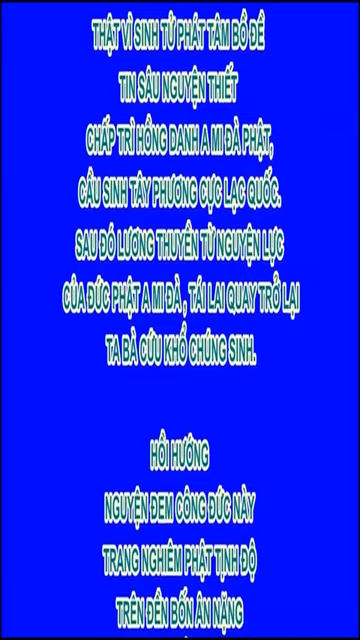 THẬT VÌ SINH TỬ PHÁT TÂM BỒ ĐỀ
TIN SÂU NGUYỆN THIẾT
CHẤP TRÌ HỒNG DANH A MI ĐÀ PHẬT,
CẦU SINH TÂY PHƯƠNG CỰC LẠC QUỐC.
SAU ĐÓ LƯƠNG THUYỀN TỪ NGUYỆN LỰC
CỦA ĐỨC PHẬT A MI ĐÀ , TÁI LAI QUAY TRỞ LẠI
TA BÀ CỨU KHỔ CHÚNG SINH.
HỒI HƯỚNG
NGUYỆN ĐEM CÔNG ĐỨC NÀY
TRANG NGHIÊM PHẬT TỊNH ĐỘ
TRÊN ĐỀN BỐN ÂN NẶNG